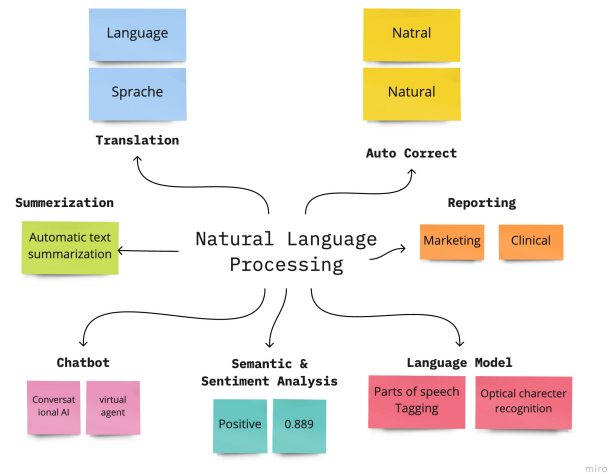 Language
Sprache
Translation
Natral
Natural
Auto Correct
Summerization
Automatic text
summarization
Natural Language
Processing
Reporting
Marketing
Clinical
Chatbot
Conversat
ional AI
virtual
agent
Semantic &
Sentiment Analysis
Positive
0.889
Language Model
Parts of speech
Tagging
Optical charecter
recognition
miro